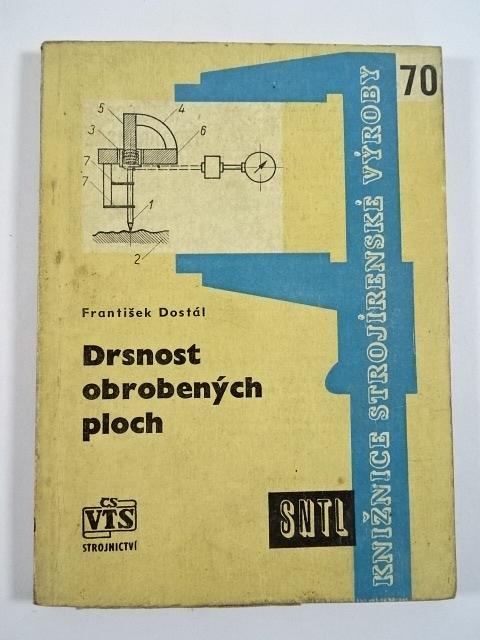 70
KNIŽNICE STROJÍRENSKÉ VÝROBY
5
4
3
6
7
7
1
2
František Dostál
Drsnost
obrobených
ploch
ČS
VTS
STROJNICTVÍ
SNTL